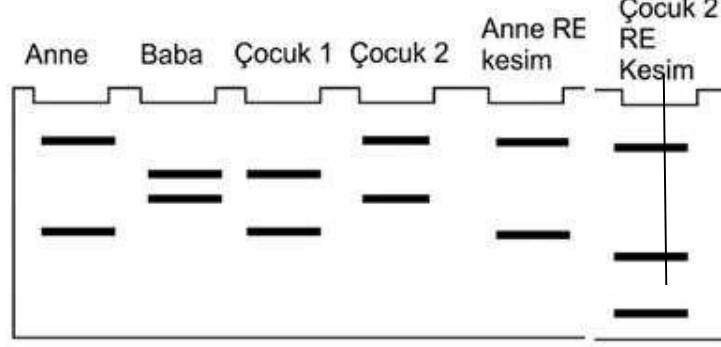 Anne
Baba
Çocuk 1
Çocuk 2
Anne RE
kesim
Çocuk 2
RE
Kesim